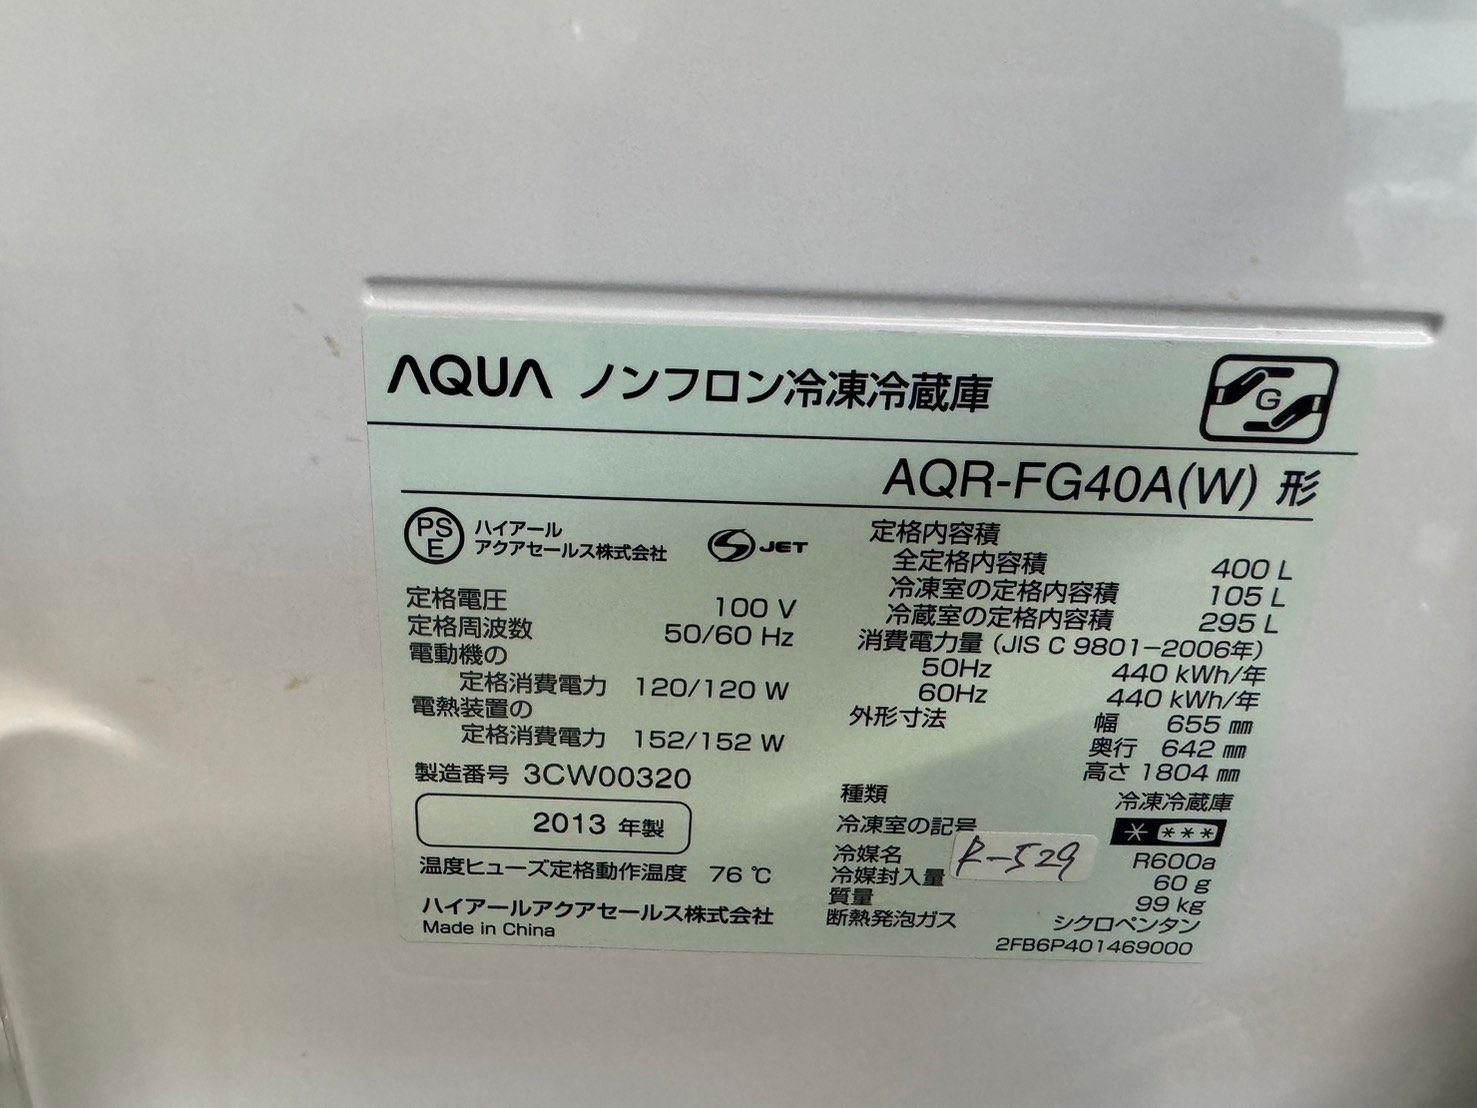 AQUA ノンフロン冷凍冷蔵庫
G
AQR-FG40A(W) 形
PS
E
ハイアール
アクアセールス株式会社
S JET
定格電圧 100 V
定格周波数 50/60 Hz
電動機の
定格消費電力 120/120 W
電熱装置の
定格消費電力 152/152 W
製造番号 3CW00320
2013 年製
温度ヒューズ定格動作温度 76 ℃
ハイアールアクアセールス株式会社
Made in China
定格内容積
全定格内容積 400 L
冷凍室の定格内容積 105 L
冷蔵室の定格内容積 295 L
消費電力量 (JIS C 9801-2006年)
50Hz 440 kWh/年
60Hz 440 kWh/年
外形寸法 幅 655 mm
奥行 642 mm
高さ 1804 mm
種類 冷凍冷蔵庫
冷凍室の記号 * ***
冷媒名 R600a
R-529
冷媒封入量 60 g
質量 99 kg
断熱発泡ガス シクロペンタン
2FB6P401469000